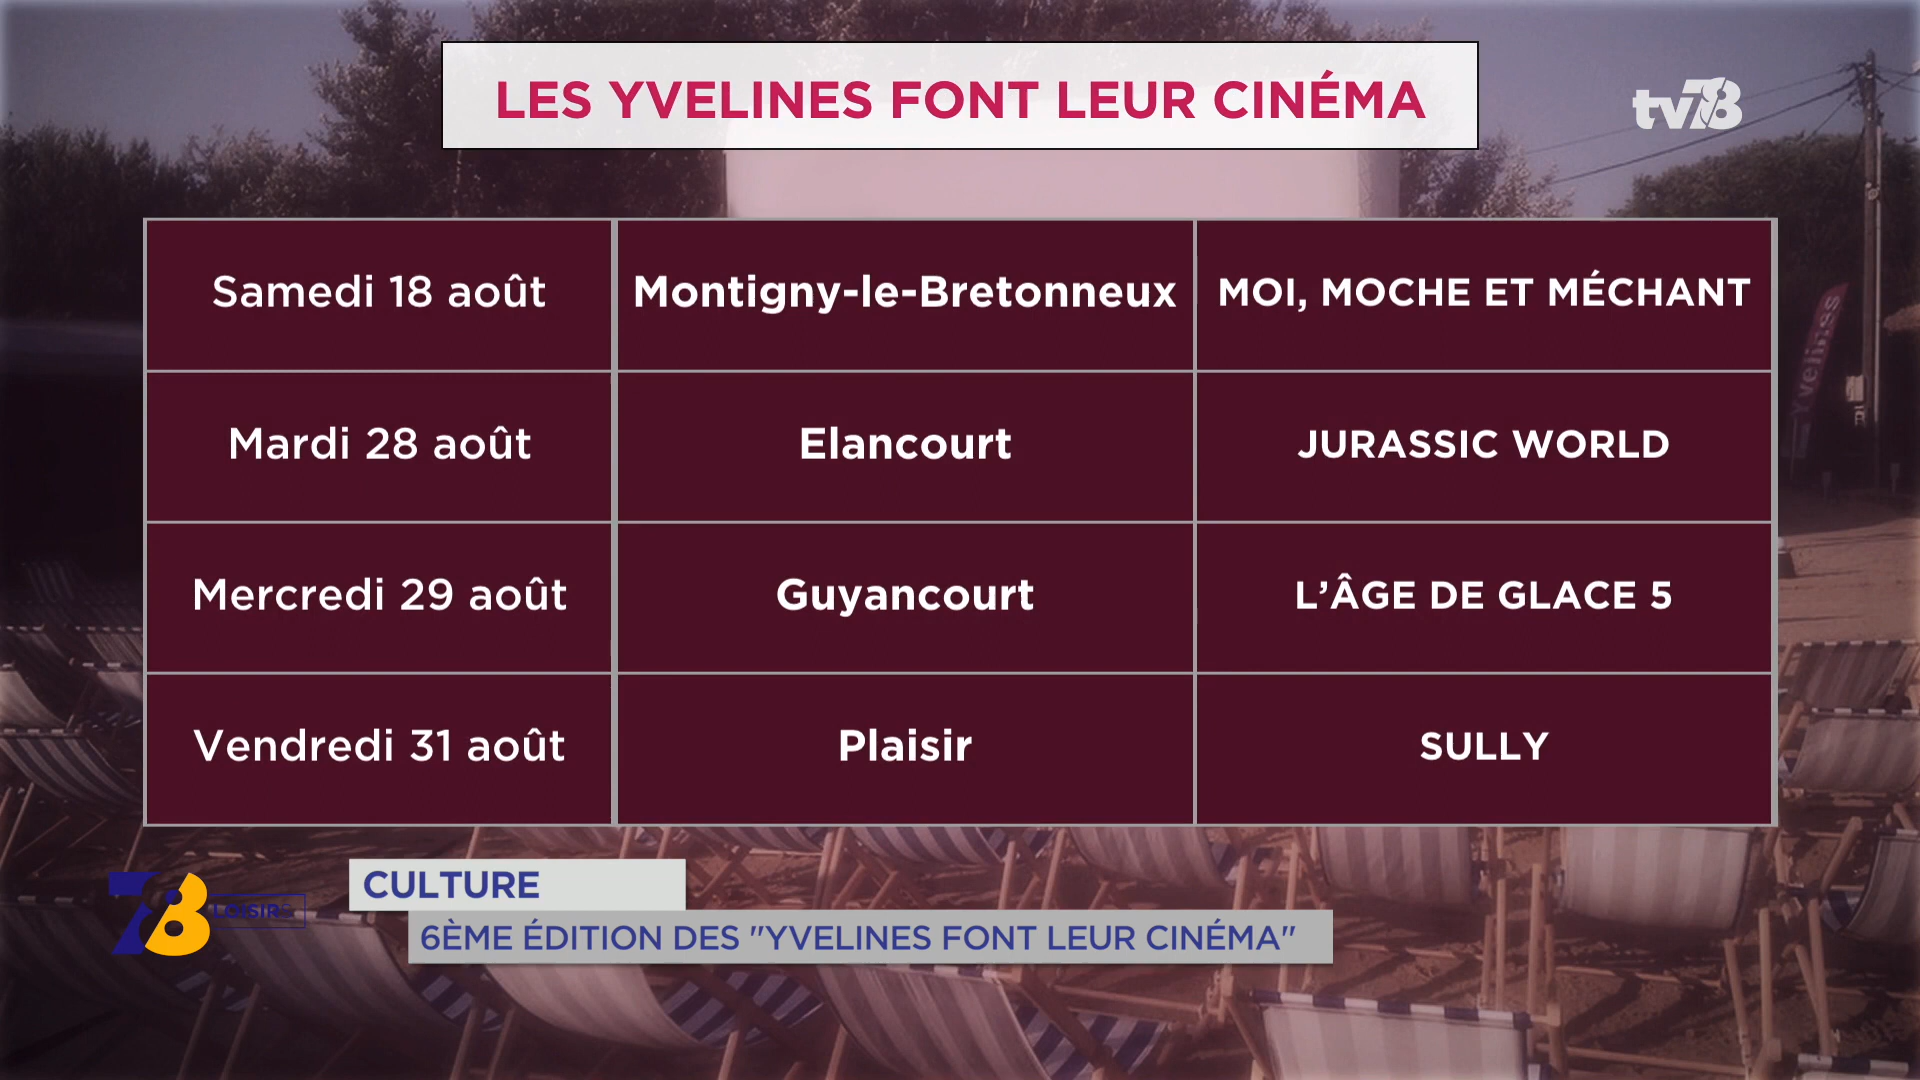 LES YVELINES FONT LEUR CINÉMA
tv78
Samedi 18 août Montigny-le-Bretonneux MOI, MOCHE ET MÉCHANT
Yvelines
Mardi 28 août Elancourt JURASSIC WORLD
Mercredi 29 août Guyancourt L’ÂGE DE GLACE 5
Vendredi 31 août Plaisir SULLY
78 LOISIRS
CULTURE
6ÈME ÉDITION DES "YVELINES FONT LEUR CINÉMA"